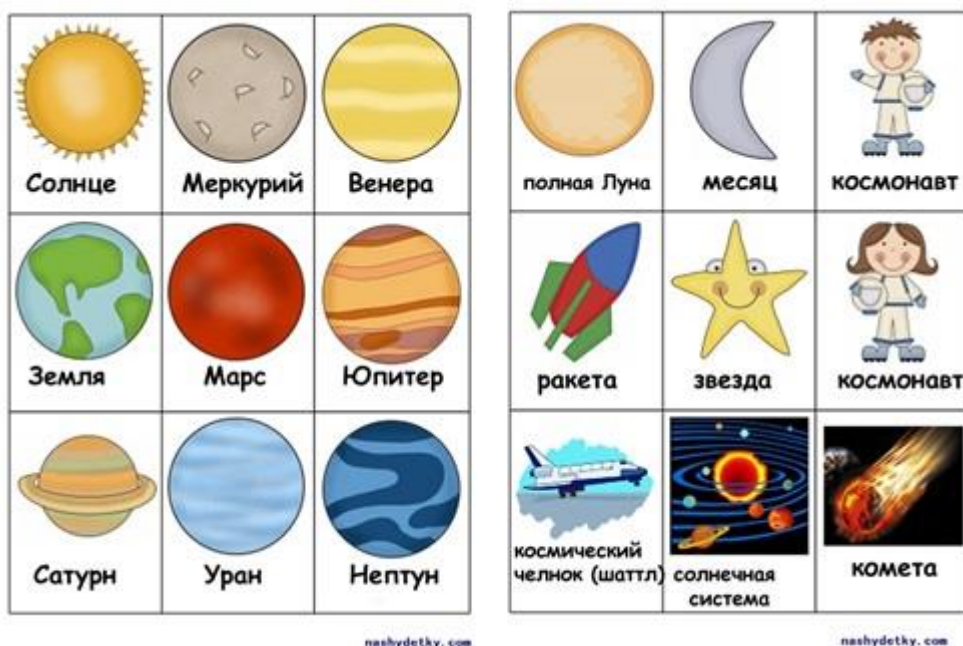 Солнце
Меркурий
Венера
Земля
Марс
Юпитер
Сатурн
Уран
Нептун
nashydetky.com
полная Луна
месяц
космонавт
ракета
звезда
космонавт
космический
челнок (шаттл)
солнечная
система
комета
nashydetky.com